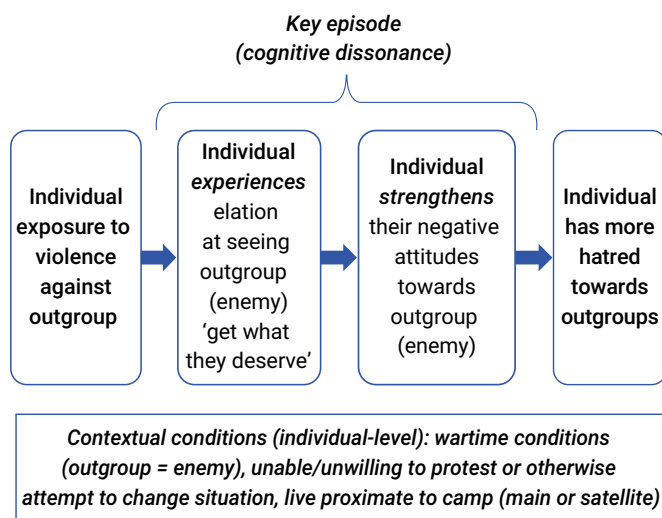 Key episode
(cognitive dissonance)
Individual
exposure to
violence
against
outgroup
Individual
experiences
elation
at seeing
outgroup
(enemy)
‘get what
they deserve’
Individual
strengthens
their negative
attitudes
towards
outgroup
(enemy)
Individual
has more
hatred
towards
outgroups
Contextual conditions (individual-level): wartime conditions
(outgroup = enemy), unable/unwilling to protest or otherwise
attempt to change situation, live proximate to camp (main or satellite)